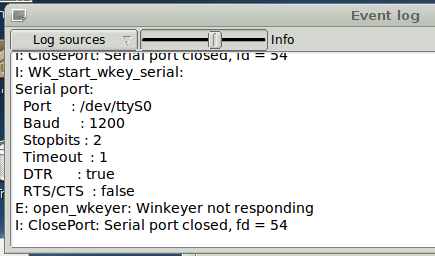 Event log
Log sources
Info
I: ClosePort: Serial port closed, fd = 54
I: WK_start_wkey_serial:
Serial port:
Port : /dev/ttyS0
Baud : 1200
Stopbits : 2
Timeout : 1
DTR : true
RTS/CTS : false
E: open_wkeyer: Winkeyer not responding
I: ClosePort: Serial port closed, fd = 54